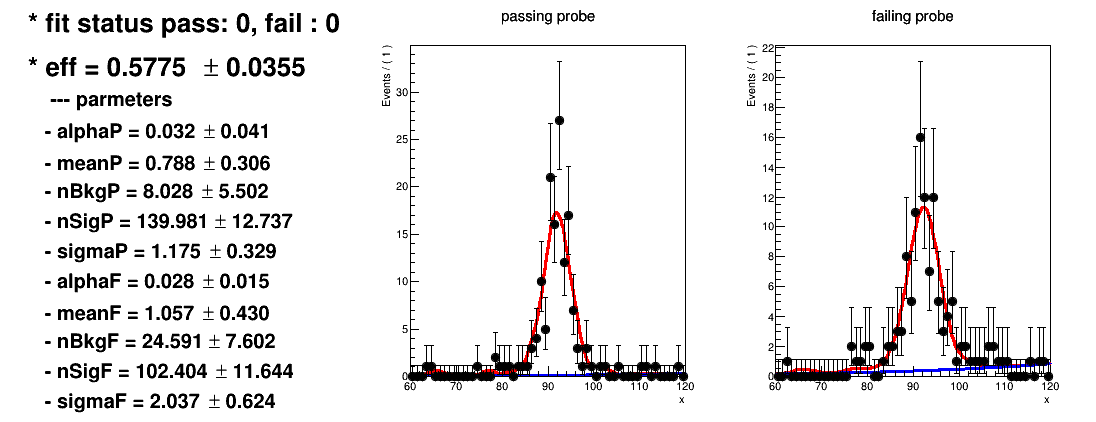 * fit status pass: 0, fail : 0
* eff = 0.5775 ± 0.0355
--- parmeters
- alphaP = 0.032 ± 0.041
- meanP = 0.788 ± 0.306
- nBkgP = 8.028 ± 5.502
- nSigP = 139.981 ± 12.737
- sigmaP = 1.175 ± 0.329
- alphaF = 0.028 ± 0.015
- meanF = 1.057 ± 0.430
- nBkgF = 24.591 ± 7.602
- nSigF = 102.404 ± 11.644
- sigmaF = 2.037 ± 0.624
passing probe
Events / ( 1 )
30
25
20
15
10
5
0
60 70 80 90 100 110 120
x
failing probe
Events / ( 1 )
22
20
18
16
14
12
10
8
6
4
2
0
60 70 80 90 100 110 120
x